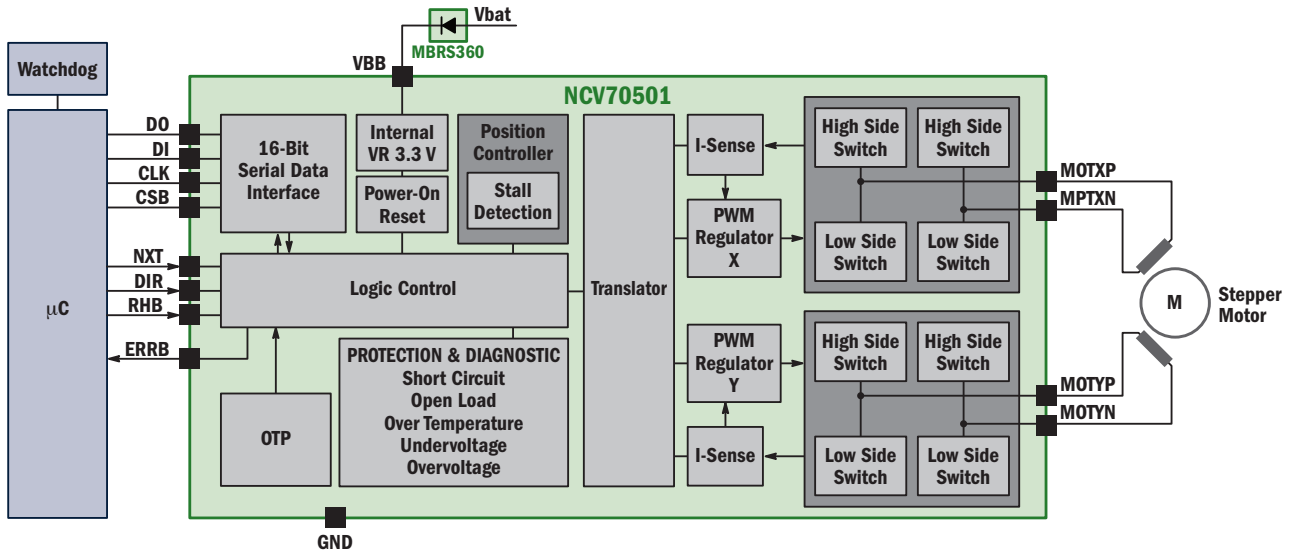 Vbat
MBRS360
VBB
Watchdog
NCV70501
μC
DO
DI
CLK
CSB
NXT
DIR
RHB
ERRB
16-Bit
Serial Data
Interface
Internal
VR 3.3 V
Power-On
Reset
Position
Controller
Stall
Detection
Logic Control
OTP
PROTECTION & DIAGNOSTIC
Short Circuit
Open Load
Over Temperature
Undervoltage
Overvoltage
Translator
I-Sense
PWM
Regulator
X
PWM
Regulator
Y
I-Sense
High Side
Switch
High Side
Switch
Low Side
Switch
Low Side
Switch
High Side
Switch
High Side
Switch
Low Side
Switch
Low Side
Switch
MOTXP
MPTXN
MOTYP
MOTYN
M
Stepper
Motor
GND